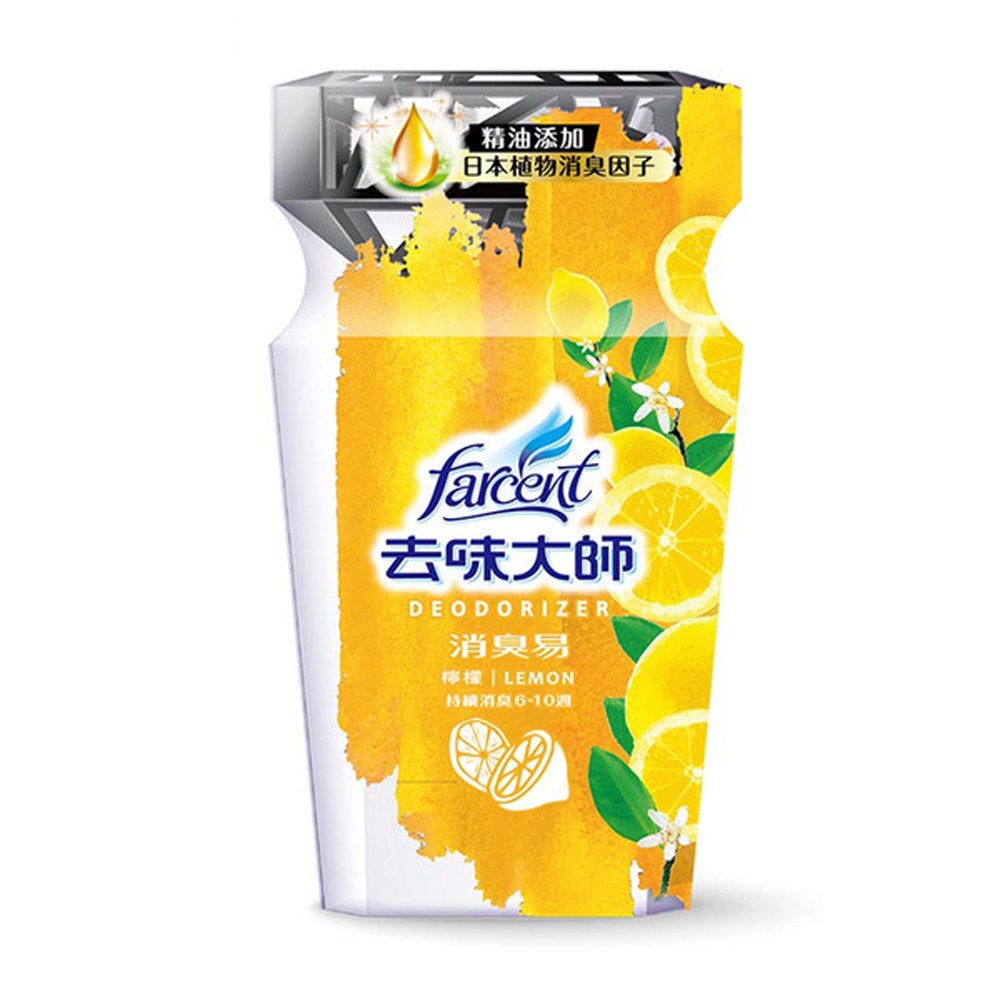 精油添加
日本植物消臭因子
farcent
去味大師
DEODORIZER
消臭易
檸檬 | LEMON
持續消臭6-10週